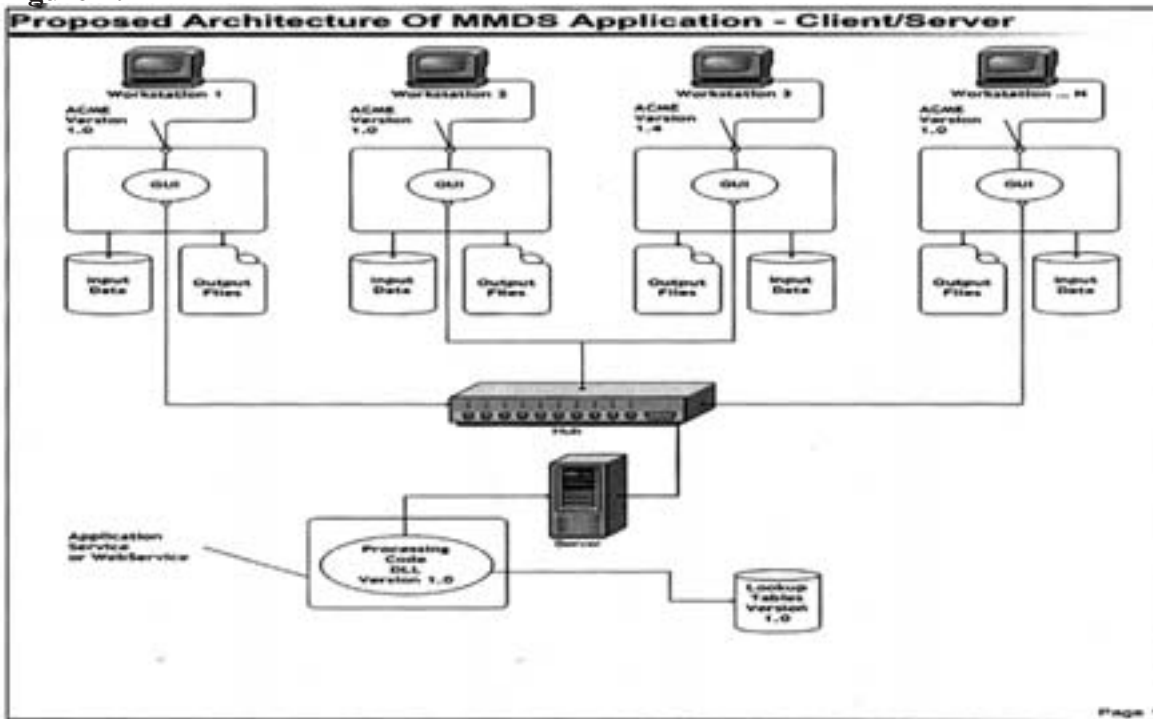 Proposed Architecture Of MMDS Application - Client/Server
Workstation 1
Workstation 2
Workstation 3
Workstation ... N
ACME
Version
1.0
ACME
Version
1.0
ACME
Version
1.4
ACME
Version
1.0
GUI
GUI
GUI
GUI
Input
Data
Output
Files
Input
Data
Output
Files
Output
Files
Input
Data
Output
Files
Input
Data
Hub
Server
Application
Service
or WebService
Processing
Code
DLL
Version 1.0
Lookup
Tables
Version
1.0
Page